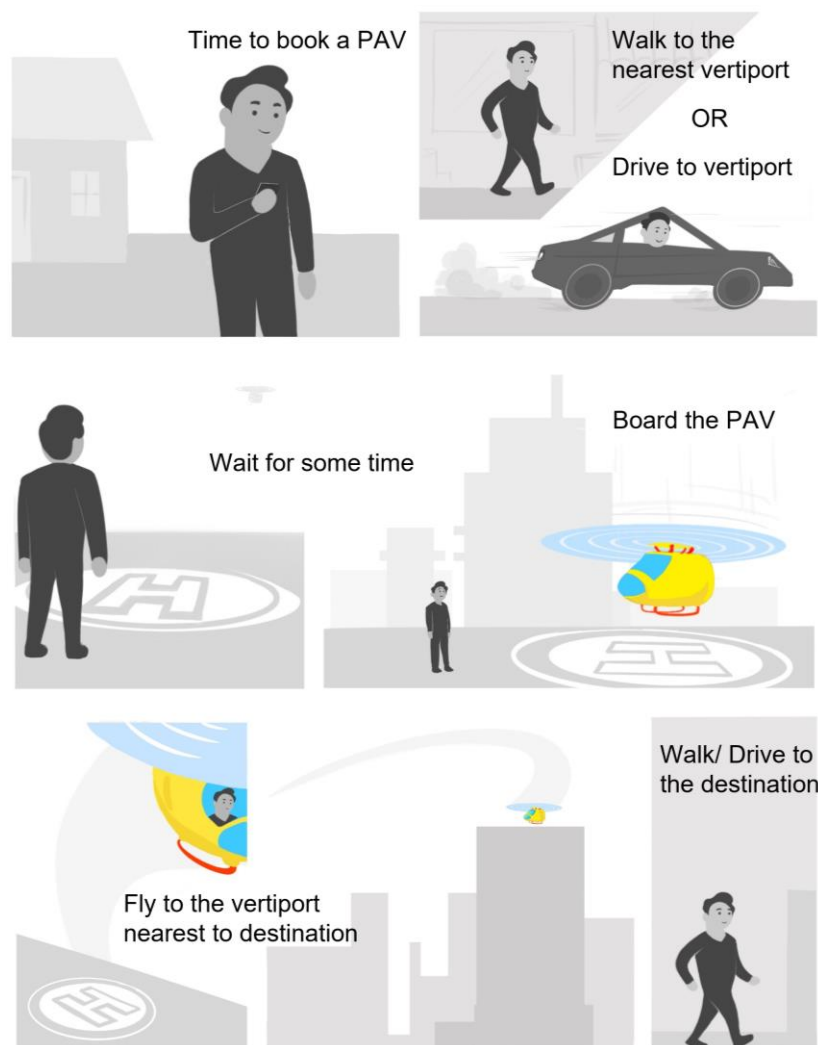 Time to book a PAV
Walk to the
nearest vertiport
OR
Drive to vertiport
Wait for some time
Board the PAV
H
H
Fly to the vertiport
nearest to destination
Walk/ Drive to
the destination
H